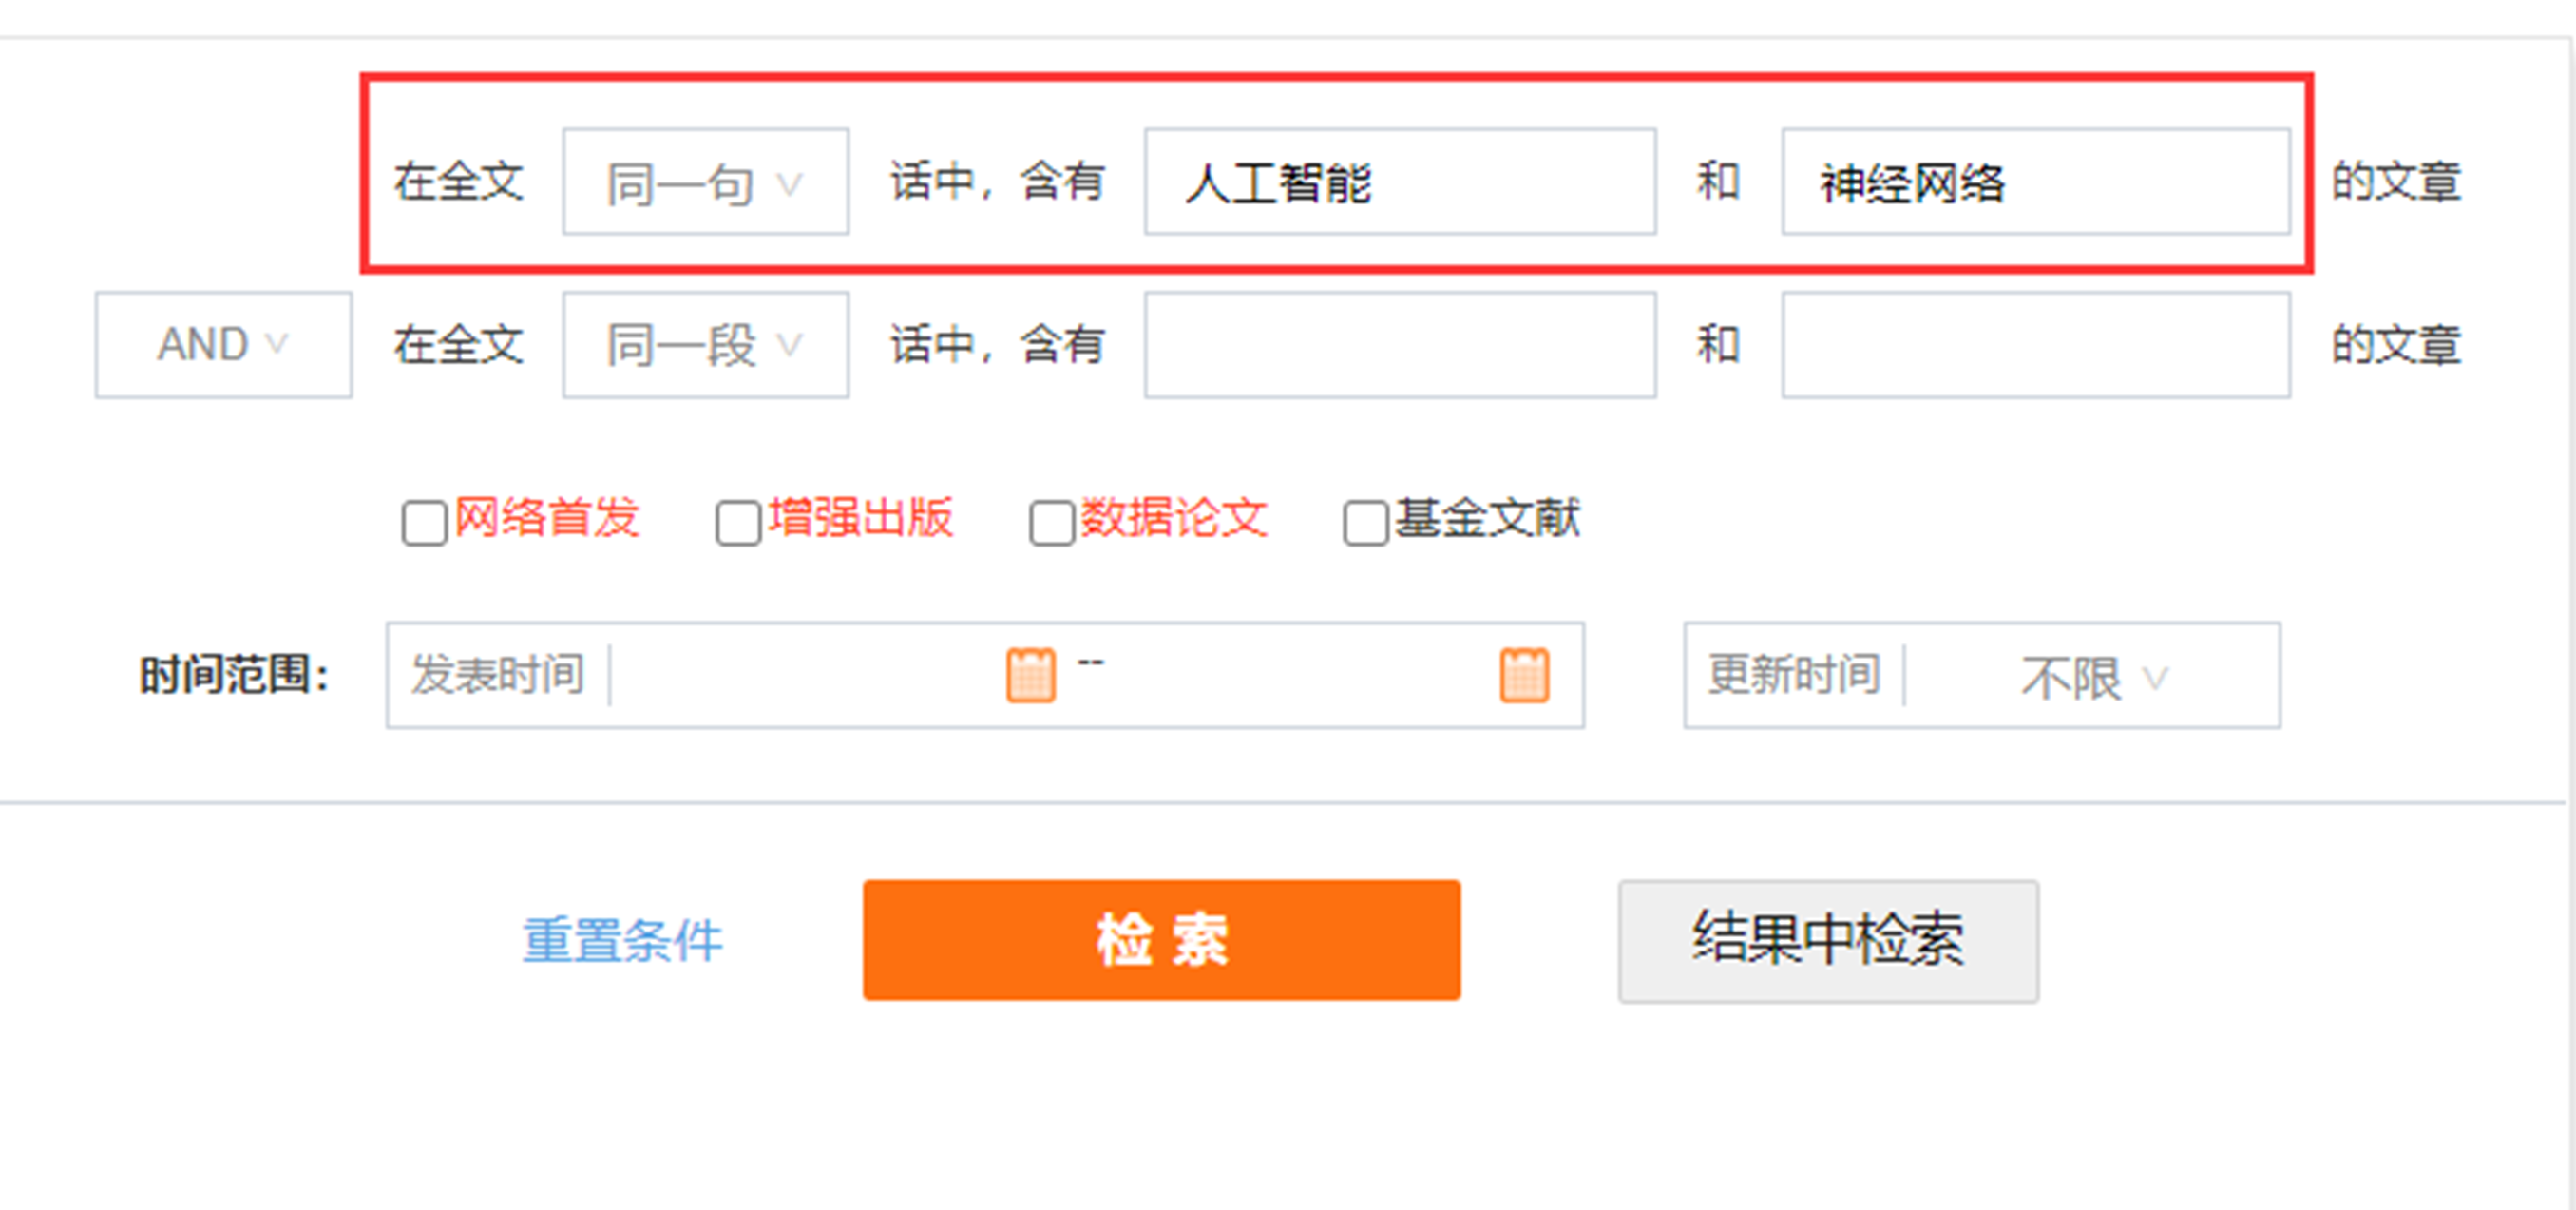 在全文 同一句 话中，含有 人工智能 和 神经网络 的文章
AND 在全文 同一段 话中，含有 和 的文章
网络首发 增强出版 数据论文 基金文献
时间范围： 发表时间 -- 更新时间 不限
重置条件 检索 结果中检索